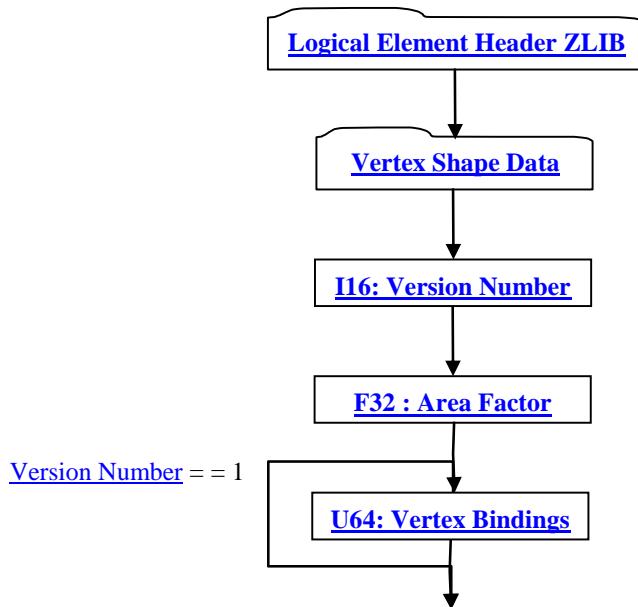 Logical Element Header ZLIB
Vertex Shape Data
I16: Version Number
F32 : Area Factor
Version Number = = 1
U64: Vertex Bindings